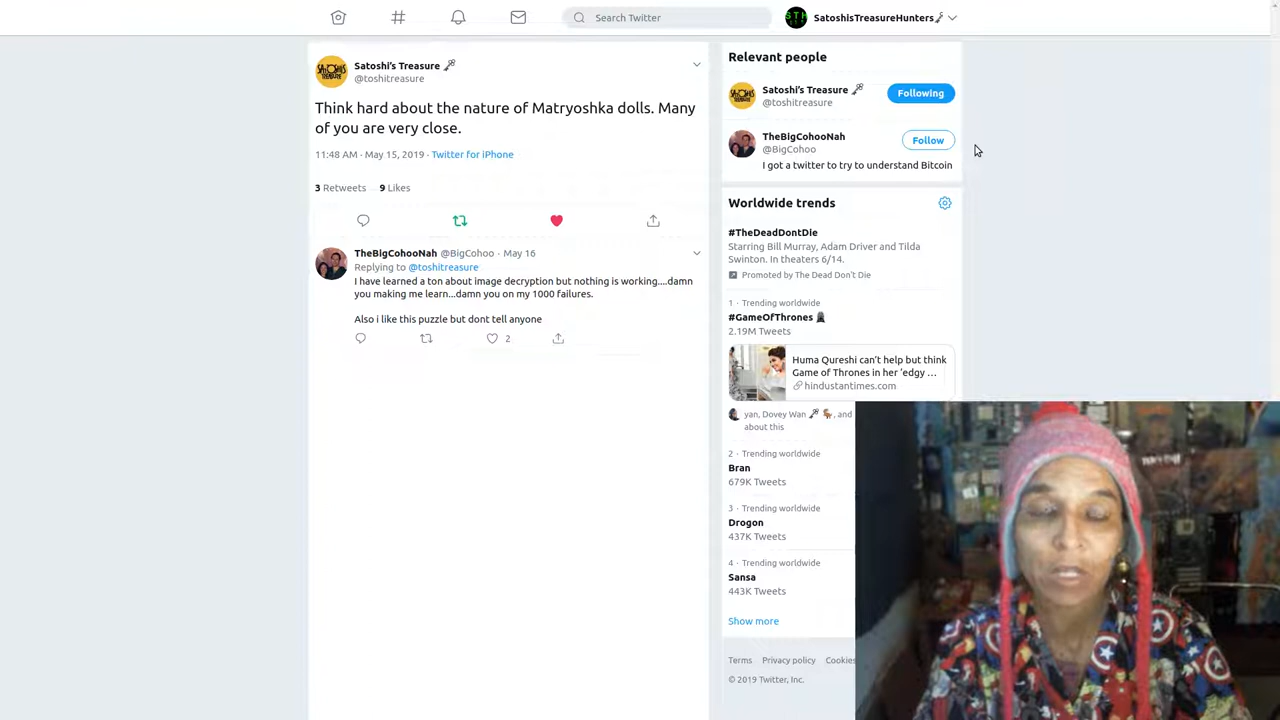 Search Twitter
STH
SatoshisTreasureHunters
Satoshi's Treasure
@toshitreasure
Think hard about the nature of Matryoshka dolls. Many
of you are very close.
11:48 AM - May 15, 2019 · Twitter for iPhone
3 Retweets 9 Likes
TheBigCohooNah @BigCohoo · May 16
Replying to @toshitreasure
I have learned a ton about image decryption but nothing is working....damn
you making me learn...damn you on my 1000 failures.
Also i like this puzzle but dont tell anyone
2
Relevant people
Satoshi's Treasure
@toshitreasure
Following
TheBigCohooNah
@BigCohoo
Follow
I got a twitter to try to understand Bitcoin
Worldwide trends
#TheDeadDontDie
Starring Bill Murray, Adam Driver and Tilda
Swinton. In theaters 6/14.
Promoted by The Dead Don't Die
1 · Trending worldwide
#GameOfThrones
2.19M Tweets
Huma Qureshi can't help but think
Game of Thrones in her 'edgy ...
hindustantimes.com
yan, Dovey Wan , and
about this
2 · Trending worldwide
Bran
679K Tweets
3 · Trending worldwide
Drogon
437K Tweets
4 · Trending worldwide
Sansa
443K Tweets
Show more
Terms Privacy policy Cookies
© 2019 Twitter, Inc.